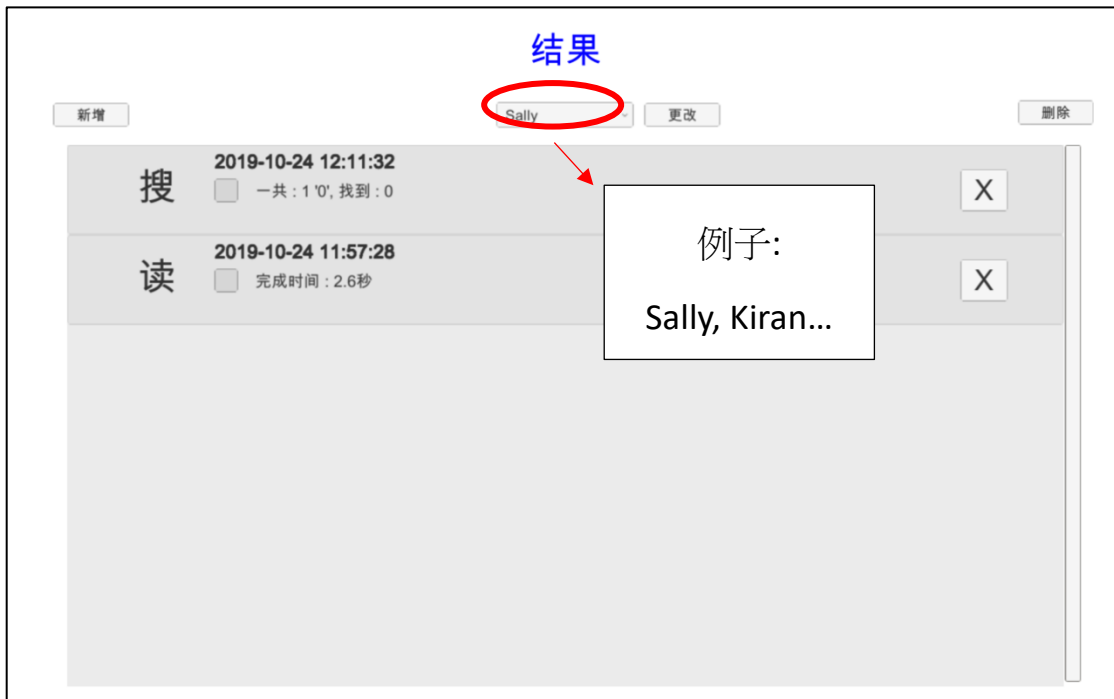 结果
新增
Sally
更改
删除
搜
2019-10-24 12:11:32
一共 : 1 '0', 找到 : 0
X
读
2019-10-24 11:57:28
完成时间 : 2.6秒
X
例子:
Sally, Kiran…